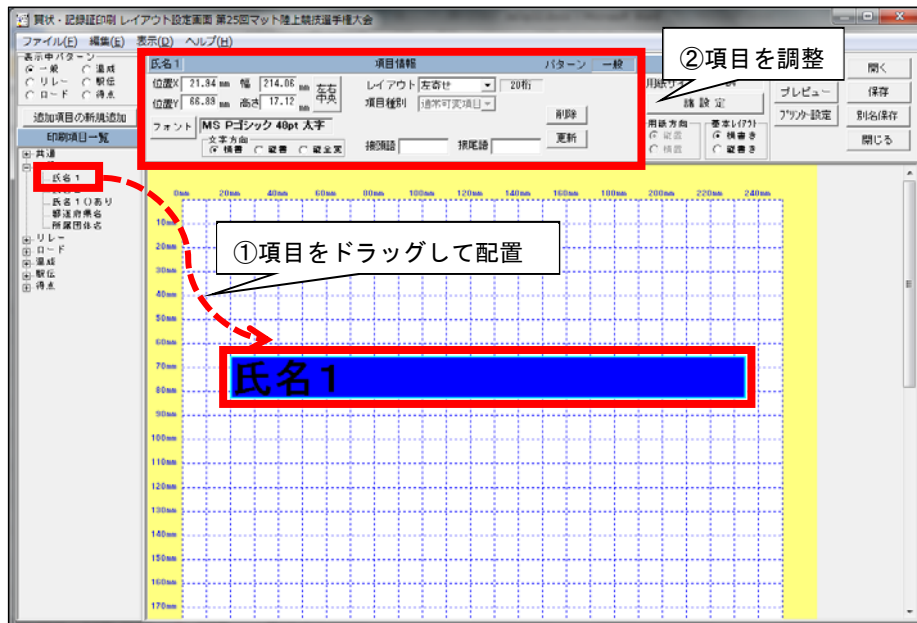 賞状・記録証印刷 レイアウト設定画面 第25回マット陸上競技選手権大会
ファイル(F) 編集(E) 表示(D) ヘルプ(H)
表示中パターン
一般 混成
リレー 駅伝
ロード 得点
追加項目の新規追加
印刷項目一覧
共通
氏名1
氏名1()あり
都道府県名
所属団体名
リレー
ロード
混成
駅伝
得点
氏名1 項目情報 パターン 一般
位置X 21.94 mm 幅 214.06 mm 左右中央 レイアウト 左寄せ 20桁
位置Y 66.89 mm 高さ 17.12 mm 項目種別 通常可変項目
フォント MS Pゴシック 48pt 太字
削除
更新
文字方向
横書 縦書 縦全支
接頭語 接尾語
②項目を調整
諸 設 定
用紙方向
縦置
横置
基本レイアウト
横書き
縦書き
プレビュー
プリンター設定
開く
保存
別名保存
閉じる
0mm 20mm 40mm 60mm 80mm 100mm 120mm 140mm 160mm 180mm 200mm 220mm 240mm
10mm
20mm
30mm
40mm
50mm
60mm
70mm
80mm
90mm
100mm
110mm
120mm
130mm
140mm
150mm
160mm
170mm
①項目をドラッグして配置
氏名1